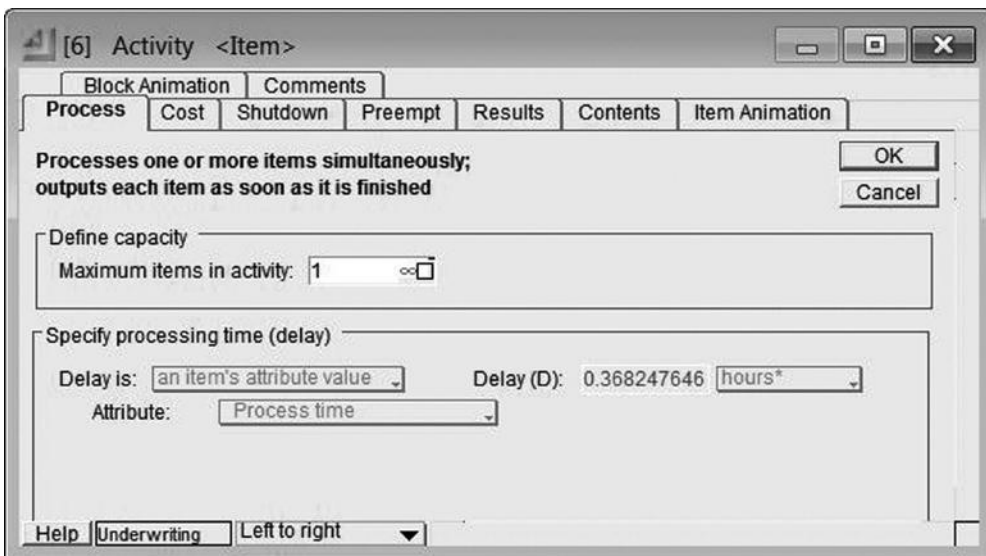 [6] Activity <Item>
Block Animation Comments
Process Cost Shutdown Preempt Results Contents Item Animation
Processes one or more items simultaneously;
outputs each item as soon as it is finished
OK
Cancel
Define capacity
Maximum items in activity: 1 ∞
Specify processing time (delay)
Delay is: an item's attribute value Delay (D): 0.368247646 hours*
Attribute: Process time
Help Underwriting Left to right